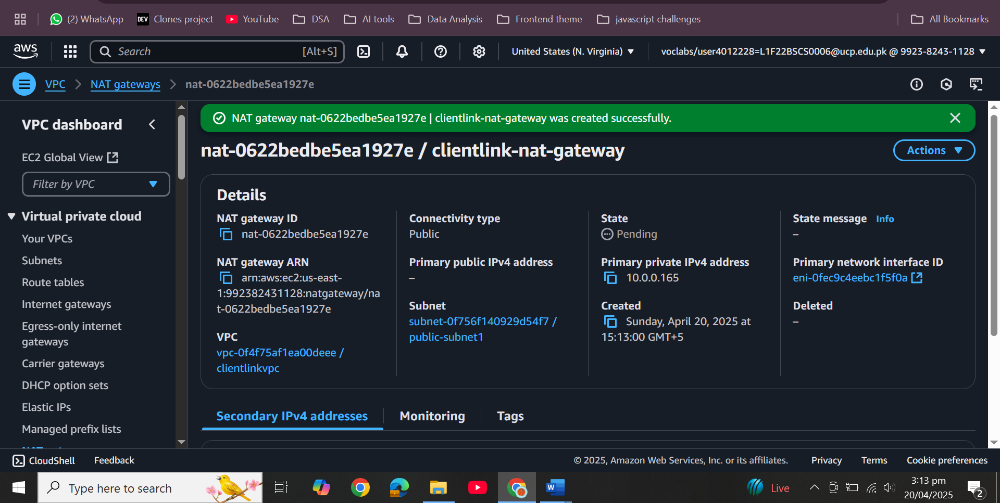 (2) WhatsApp
DEV Clones project
YouTube
DSA
AI tools
Data Analysis
Frontend theme
javascript challenges
All Bookmarks
aws
Search [Alt+S]
United States (N. Virginia)
voclabs/user4012228=L1F22BSCS0006@ucp.edu.pk @ 9923-8243-1128
VPC
NAT gateways
nat-0622bedbe5ea1927e
VPC dashboard
EC2 Global View
Filter by VPC
Virtual private cloud
Your VPCs
Subnets
Route tables
Internet gateways
Egress-only internet
gateways
Carrier gateways
DHCP option sets
Elastic IPs
Managed prefix lists
NAT gateway nat-0622bedbe5ea1927e | clientlink-nat-gateway was created successfully.
nat-0622bedbe5ea1927e / clientlink-nat-gateway
Actions
Details
NAT gateway ID
nat-0622bedbe5ea1927e
NAT gateway ARN
arn:aws:ec2:us-east-
1:992382431128:natgateway/na
t-0622bedbe5ea1927e
VPC
vpc-0f4f75af1ea00deee /
clientlinkvpc
Connectivity type
Public
Primary public IPv4 address
–
Subnet
subnet-0f756f140929d54f7 /
public-subnet1
State
Pending
Primary private IPv4 address
10.0.0.165
Created
Sunday, April 20, 2025 at
15:13:00 GMT+5
State message Info
–
Primary network interface ID
eni-0fec9c4eebc1f5f0a
Deleted
–
Secondary IPv4 addresses
Monitoring
Tags
CloudShell
Feedback
© 2025, Amazon Web Services, Inc. or its affiliates.
Privacy
Terms
Cookie preferences
Type here to search
W
Live
3:13 pm
20/04/2025
2